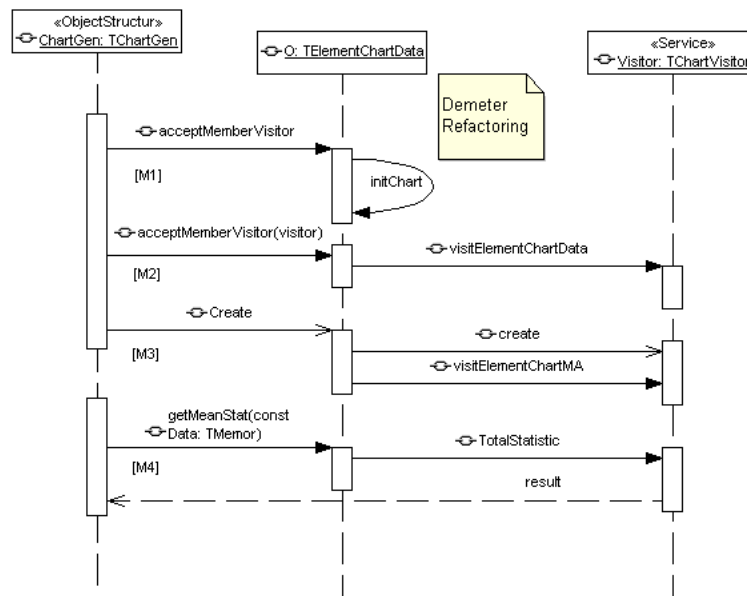 «ObjectStructur»
ChartGen: TChartGen
O: TElementChartData
«Service»
Visitor: TChartVisitor
Demeter
Refactoring
acceptMemberVisitor
[M1]
initChart
acceptMemberVisitor(visitor)
visitElementChartData
[M2]
Create
create
[M3]
visitElementChartMA
getMeanStat(const
Data: TMemor)
TotalStatistic
[M4]
result